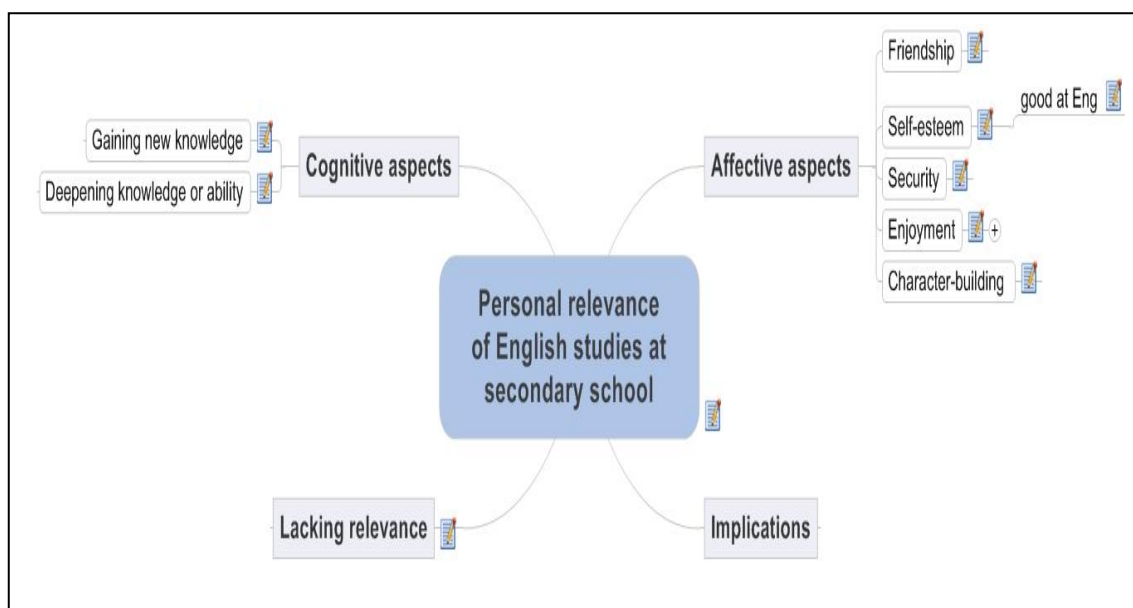 Personal relevance
of English studies at
secondary school
Cognitive aspects
Gaining new knowledge
Deepening knowledge or ability
Affective aspects
Friendship
Self-esteem
good at Eng
Security
Enjoyment
+
Character-building
Lacking relevance
Implications